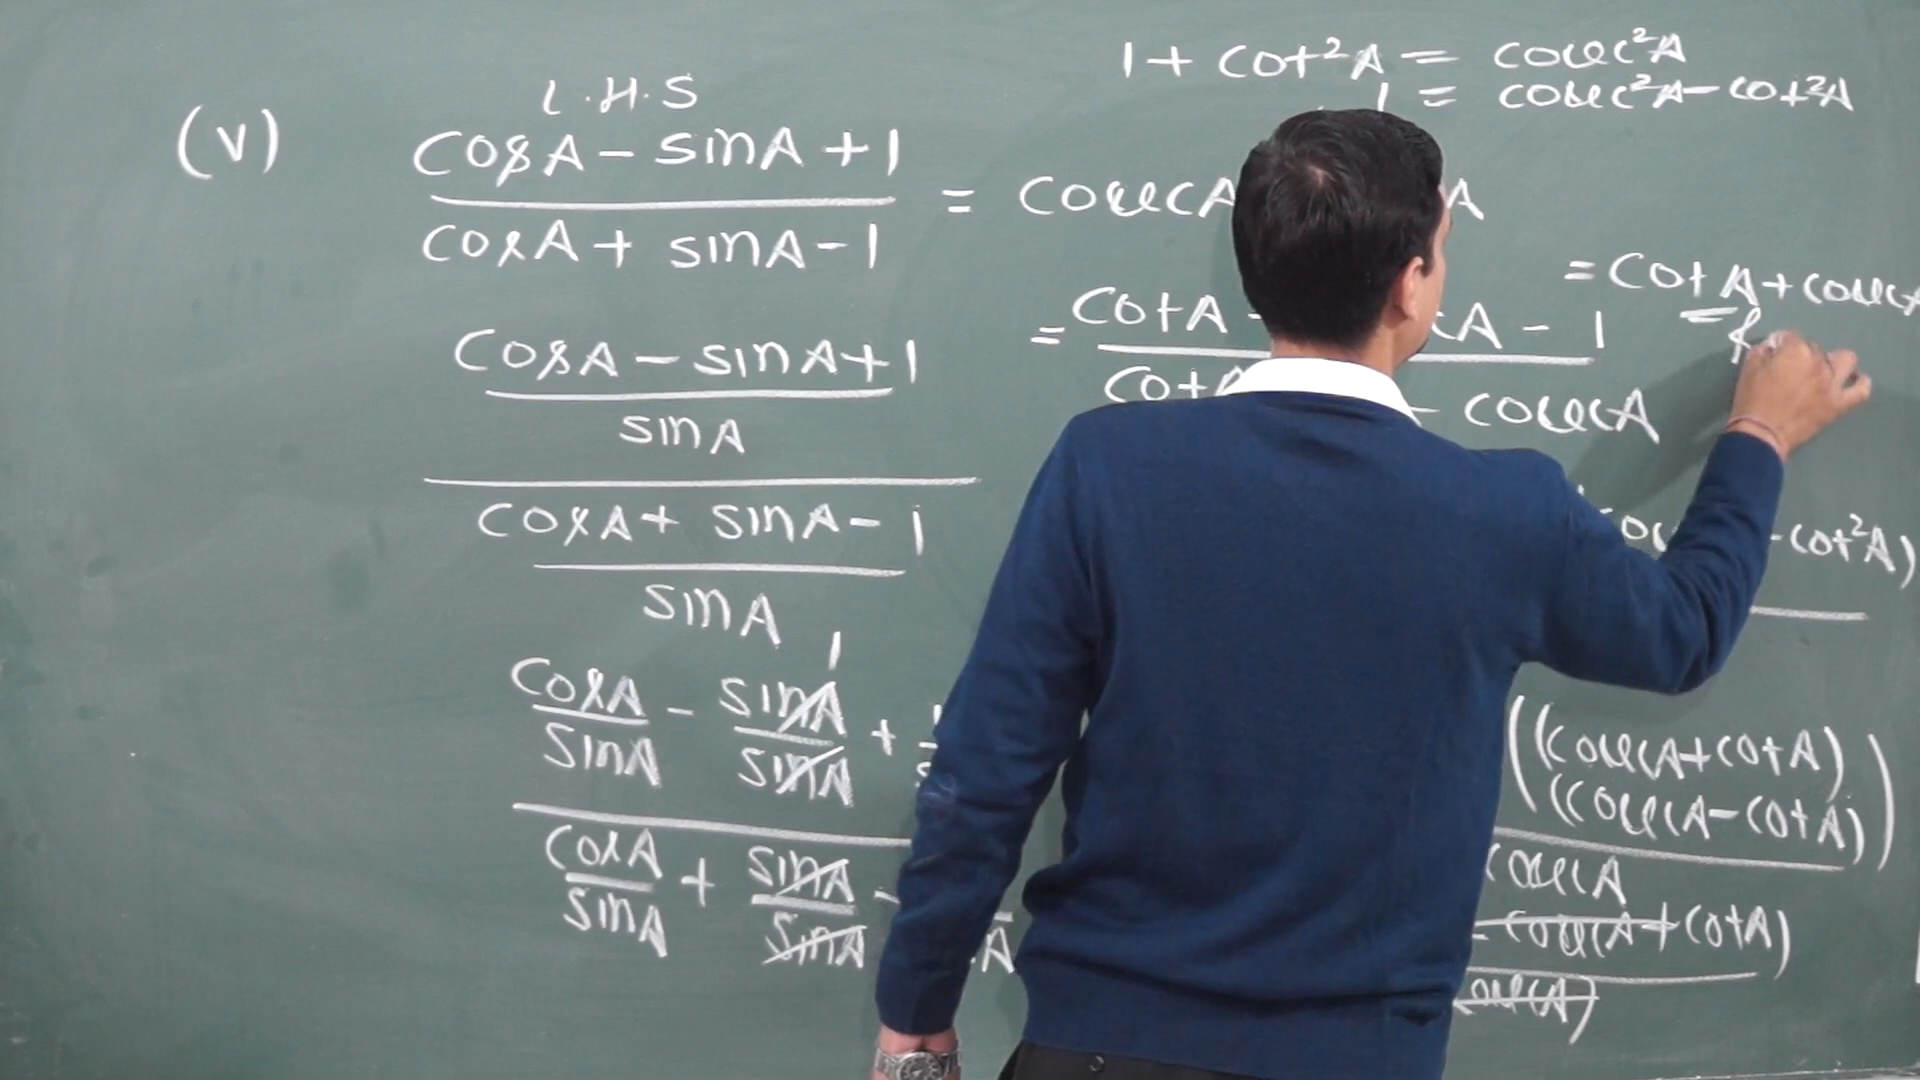 1 + cot²A = cosec²A
1 = cosec²A - cot²A
L.H.S
(v) cosA - sinA + 1
cosA + sinA - 1
= cosecA
A
cosA - sinA + 1
sinA
cosA + sinA - 1
sinA
cosA/sinA - sinA/sinA +
1
cosA/sinA + sinA/sinA -
A
= cotA
A - 1
cotA
- cosecA
= cotA + cosecA
=
- cot²A)
((cosecA + cotA)
(cosecA - cotA))
cosecA
- cosecA + cotA)
cosecA)